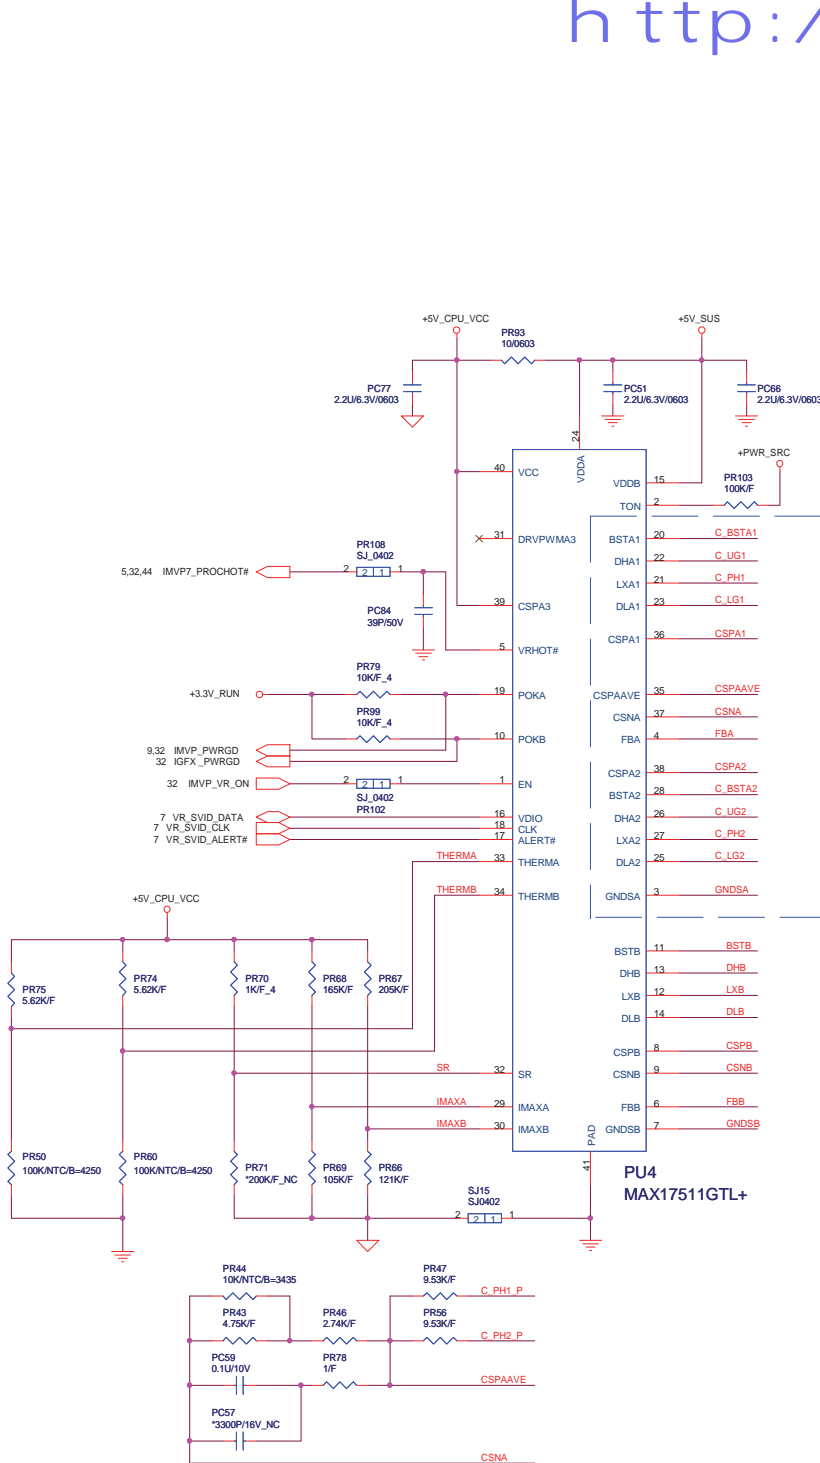 http:/
+5V_CPU_VCC
+5V_SUS
PR93
10/0603
PC77
2.2U/6.3V/0603
PC51
2.2U/6.3V/0603
PC66
2.2U/6.3V/0603
24
VDDA
+PWR_SRC
40 VCC
VDDB 15
PR103
100K/F
TON 2
31 DRVPWMA3
BSTA1 20 C_BSTA1
PR108
SJ_0402
DHA1 22 C_UG1
5,32,44 IMVP7_PROCHOT#
2 2 1 1
LXA1 21 C_PH1
39 CSPA3
DLA1 23 C_LG1
PC84
39P/50V
CSPA1 36 CSPA1
5 VRHOT#
PR79
10K/F_4
+3.3V_RUN
19 POKA
CSPAAVE 35 CSPAAVE
PR99
10K/F_4
CSNA 37 CSNA
10 POKB
FBA 4 FBA
9,32 IMVP_PWRGD
32 IGFX_PWRGD
CSPA2 38 CSPA2
32 IMVP_VR_ON
2 2 1 1
1 EN
BSTA2 28 C_BSTA2
SJ_0402
PR102
7 VR_SVID_DATA
16 VDIO
DHA2 26 C_UG2
7 VR_SVID_CLK
18 CLK
7 VR_SVID_ALERT#
17 ALERT#
LXA2 27 C_PH2
THERMA 33 THERMA
DLA2 25 C_LG2
THERMB 34 THERMB
GNDSA 3 GNDSA
+5V_CPU_VCC
BSTB 11 BSTB
DHB 13 DHB
PR75
5.62K/F
PR74
5.62K/F
PR70
1K/F_4
PR68
165K/F
PR67
205K/F
LXB 12 LXB
DLB 14 DLB
CSPB 8 CSPB
SR 32 SR
CSNB 9 CSNB
IMAXA 29 IMAXA
FBB 6 FBB
IMAXB 30 IMAXB
GNDSB 7 GNDSB
PAD
41
PR50
100K/NTC/B=4250
PR60
100K/NTC/B=4250
PR71
*200K/F_NC
PR69
105K/F
PR66
121K/F
PU4
MAX17511GTL+
SJ15
SJ0402
2 2 1 1
PR44
10K/NTC/B=3435
PR47
9.53K/F
C_PH1_P
PR43
4.75K/F
PR46
2.74K/F
PR56
9.53K/F
C_PH2_P
PC59
0.1U/10V
PR78
1/F
CSPAAVE
PC57
*3300P/16V_NC
CSNA